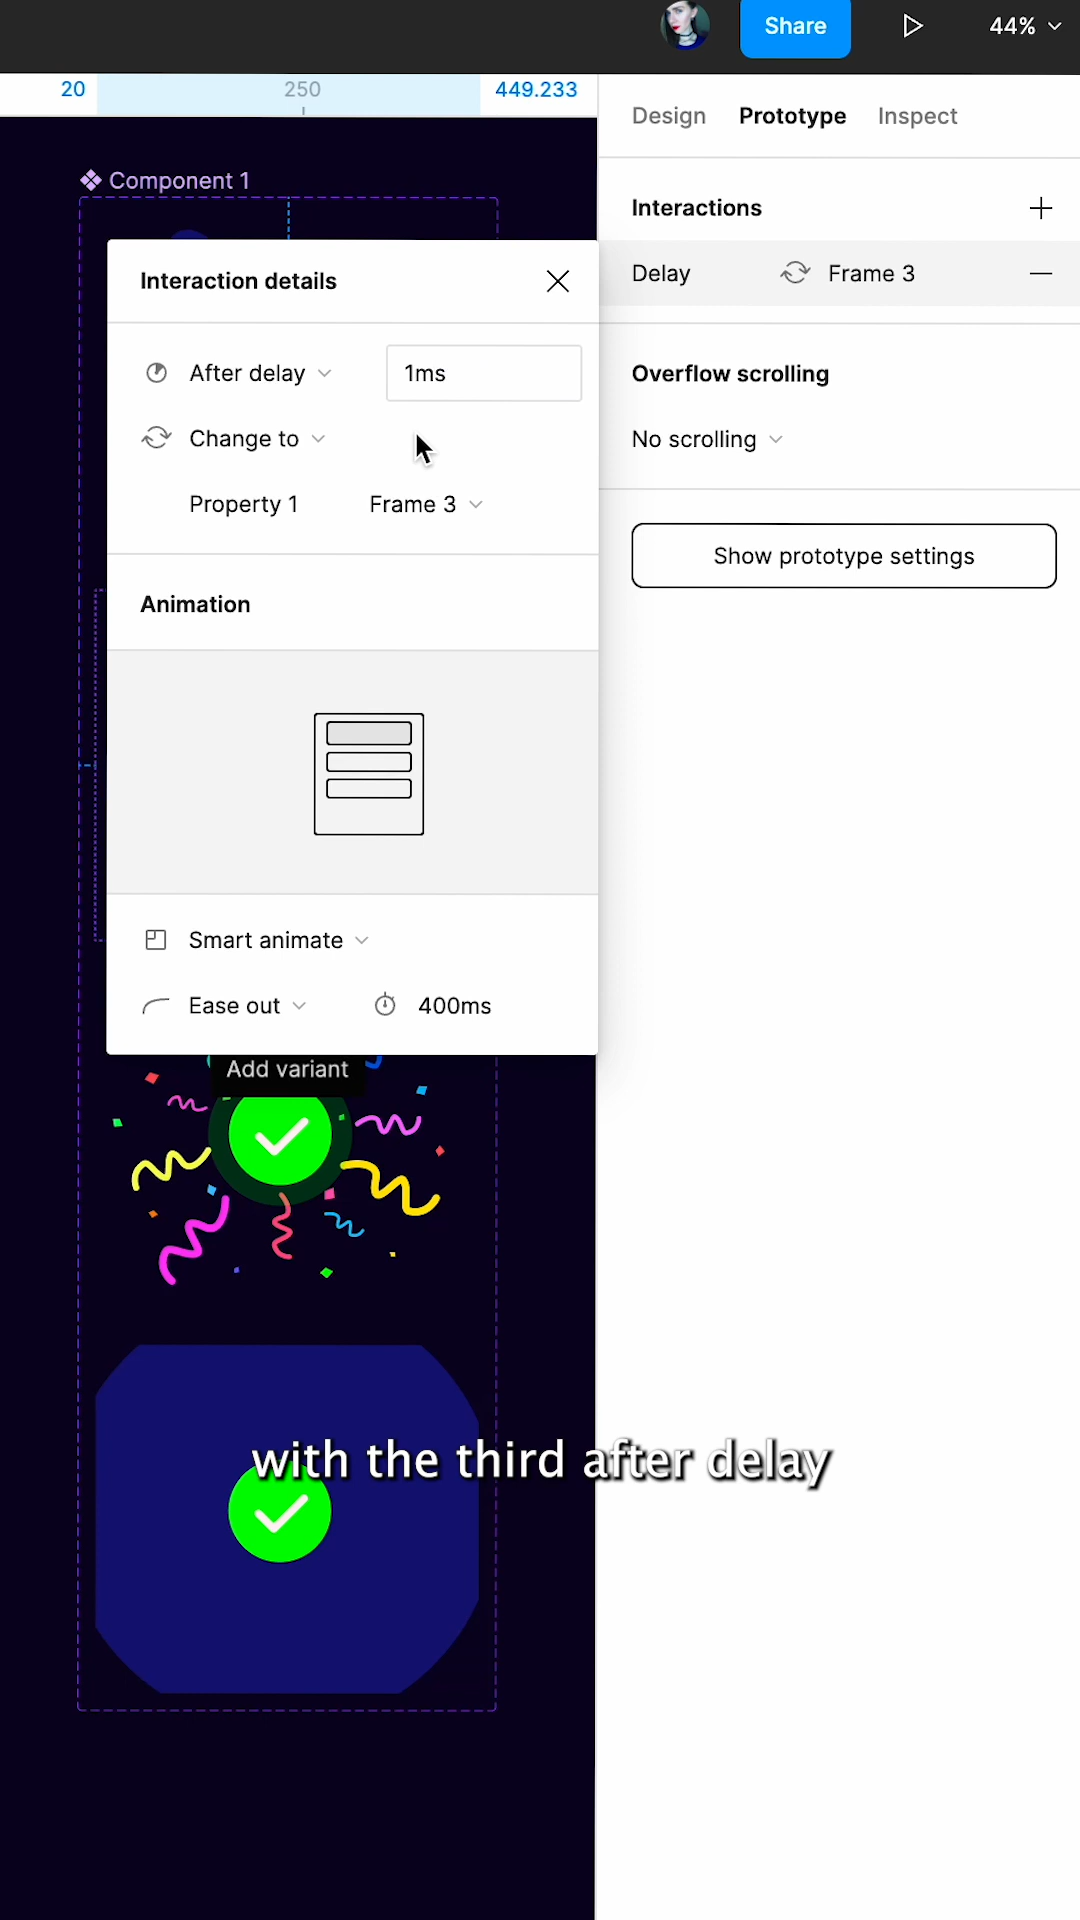 Share
44%
20
250
449.233
Design
Prototype
Inspect
Component 1
Interactions
Interaction details
Delay
Frame 3
After delay
1ms
Overflow scrolling
Change to
No scrolling
Property 1
Frame 3
Show prototype settings
Animation
Smart animate
Ease out
400ms
Add variant
with the third after delay